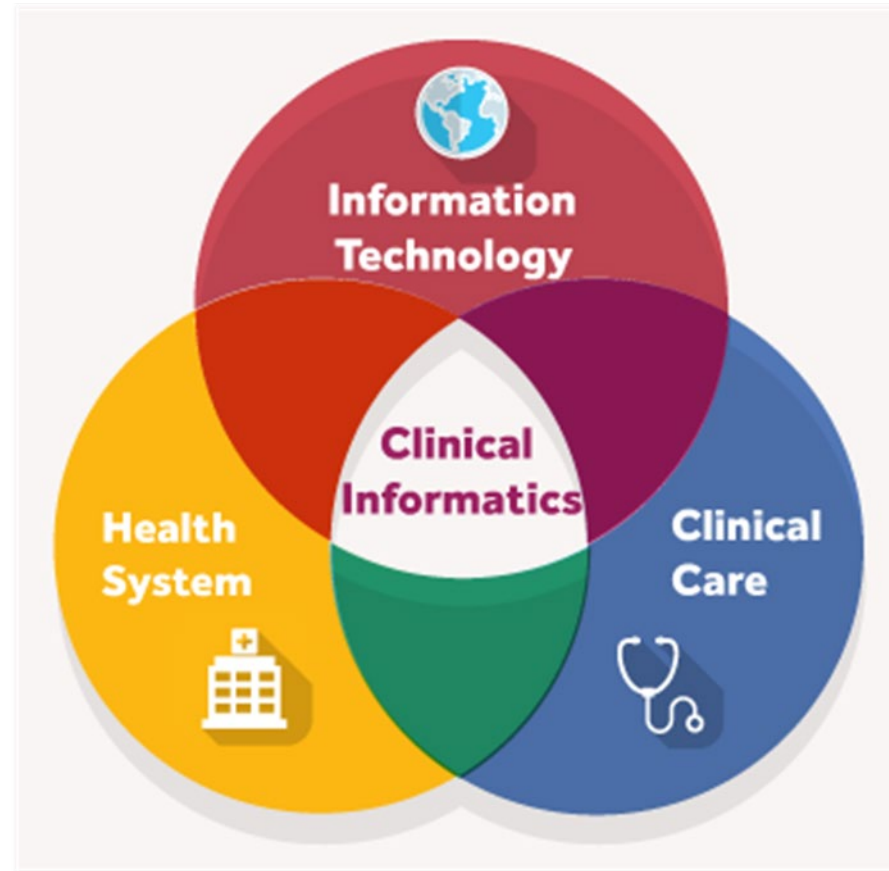 Information
Technology
Clinical
Informatics
Health
System
Clinical
Care